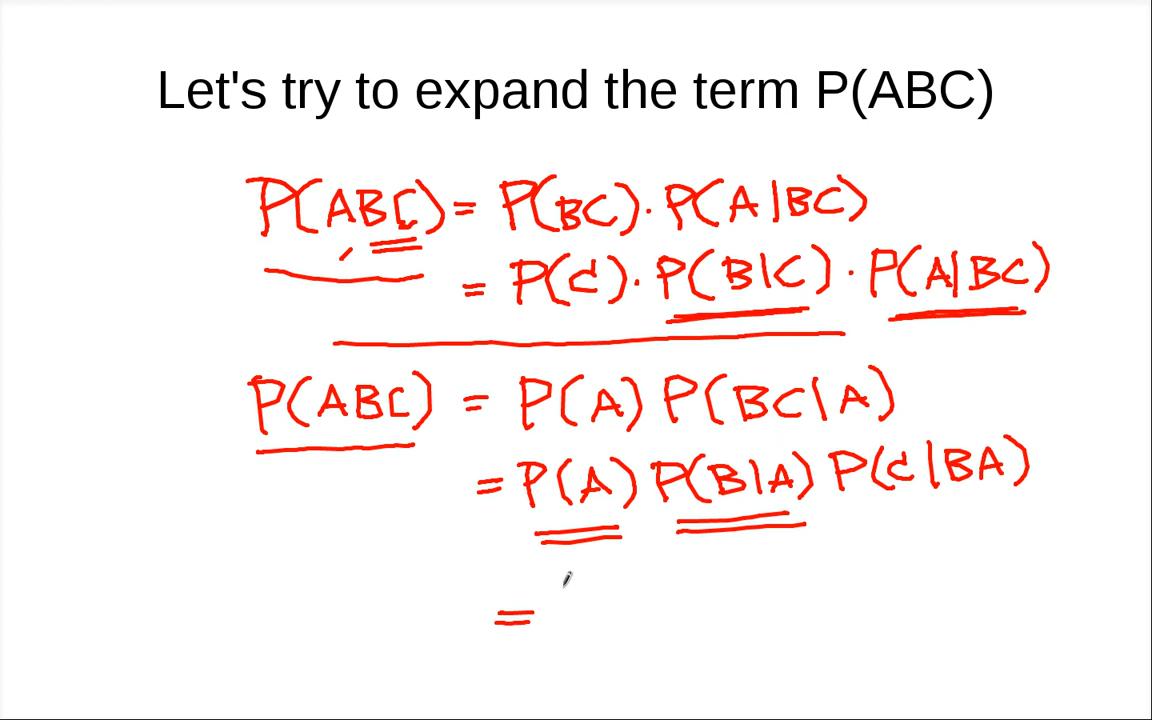 Let's try to expand the term P(ABC)
P(ABC) = P(BC) · P(A|BC)
= P(C) · P(B|C) · P(A|BC)
P(ABC) = P(A) P(BC|A)
= P(A) P(B|A) P(C|BA)
=